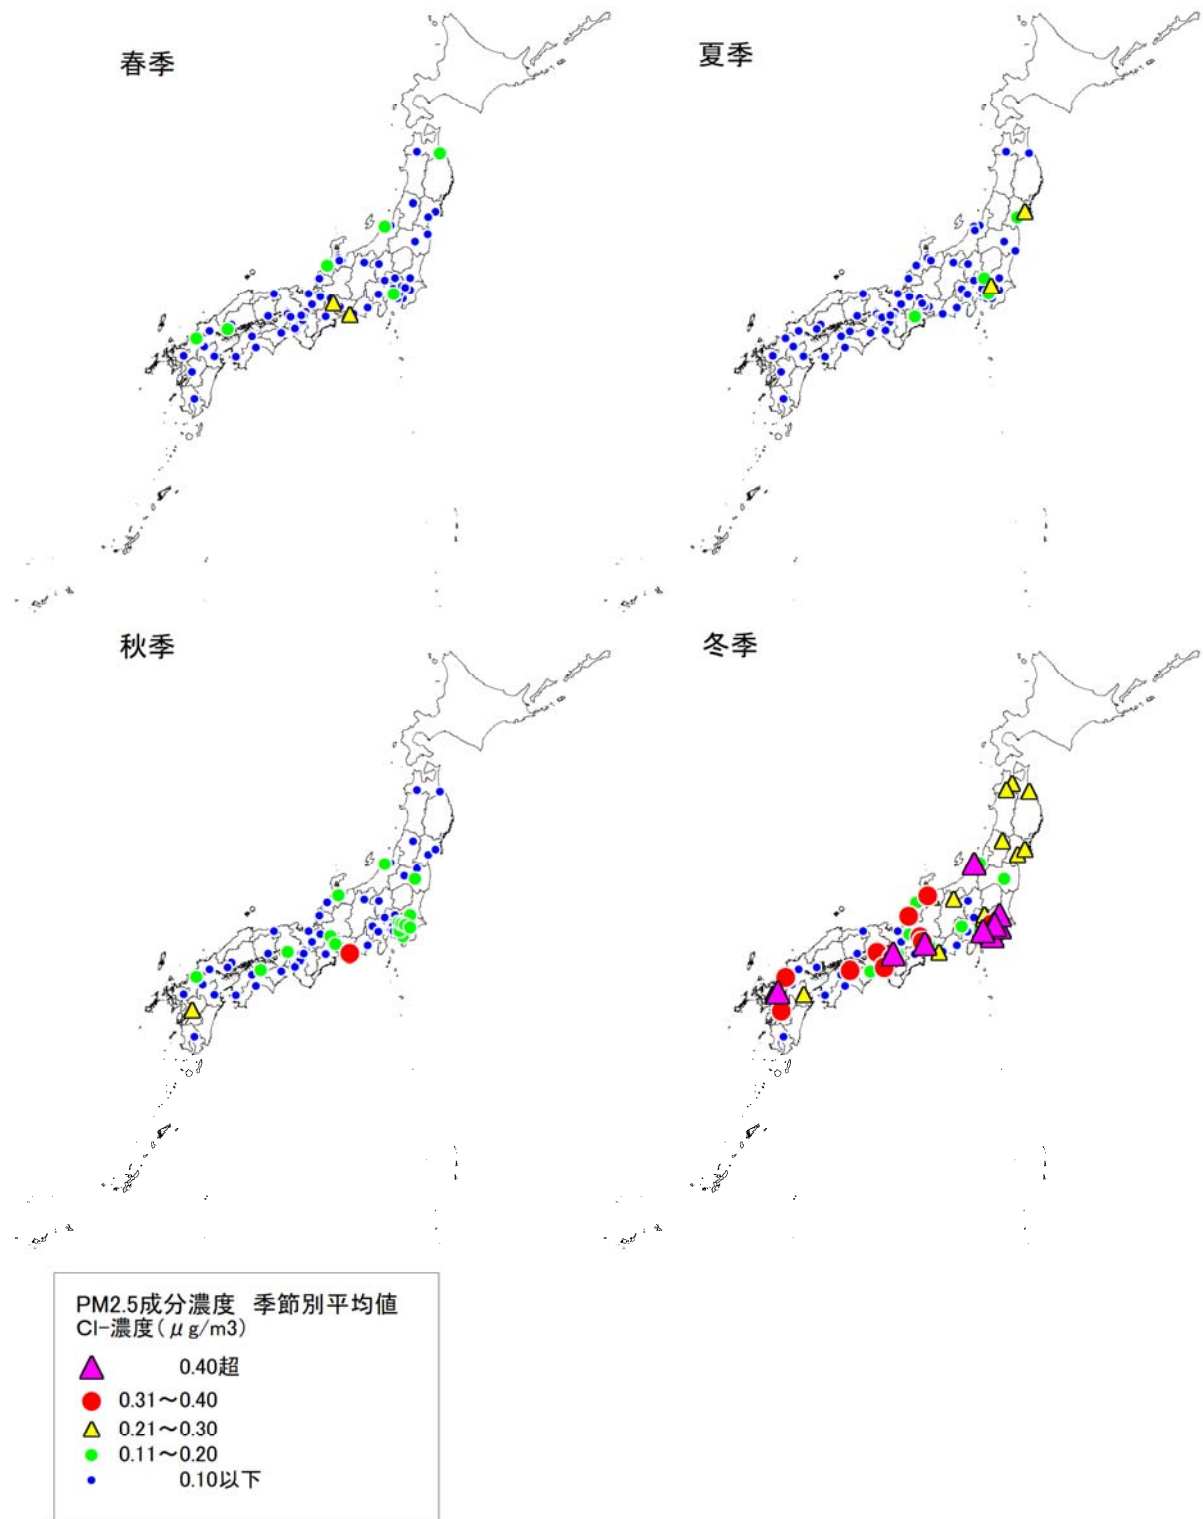 春季
夏季
秋季
冬季
PM2.5成分濃度　季節別平均値
Cl-濃度(μg/m3)
0.40超
0.31～0.40
0.21～0.30
0.11～0.20
0.10以下